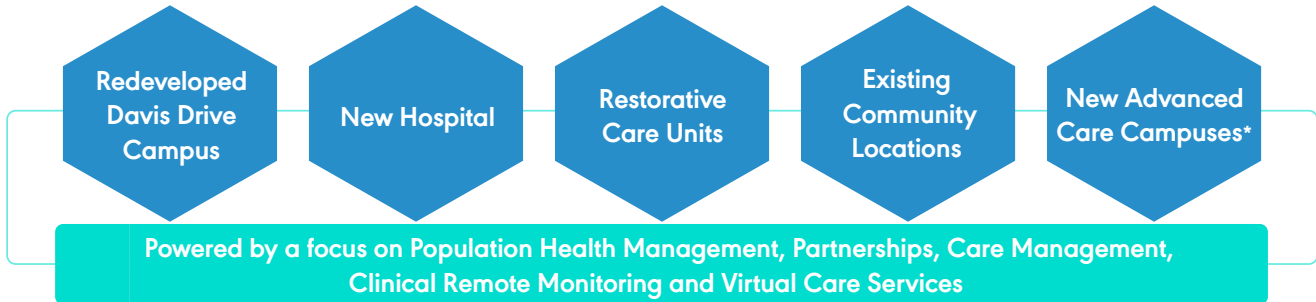 Redeveloped
Davis Drive
Campus
New Hospital
Restorative
Care Units
Existing
Community
Locations
New Advanced
Care Campuses*
Powered by a focus on Population Health Management, Partnerships, Care Management,
Clinical Remote Monitoring and Virtual Care Services